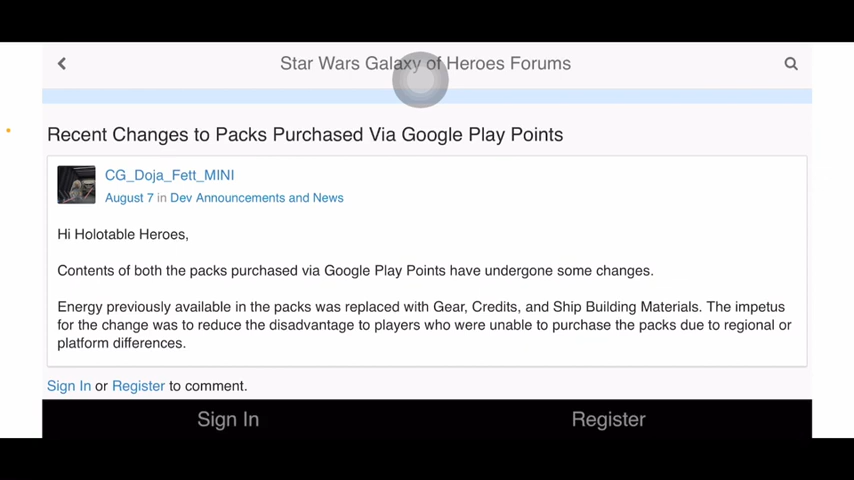 Star Wars Galaxy of Heroes Forums
Recent Changes to Packs Purchased Via Google Play Points
CG_Doja_Fett_MINI
August 7 in Dev Announcements and News
Hi Holotable Heroes,
Contents of both the packs purchased via Google Play Points have undergone some changes.
Energy previously available in the packs was replaced with Gear, Credits, and Ship Building Materials. The impetus
for the change was to reduce the disadvantage to players who were unable to purchase the packs due to regional or
platform differences.
Sign In or Register to comment.
Sign In
Register